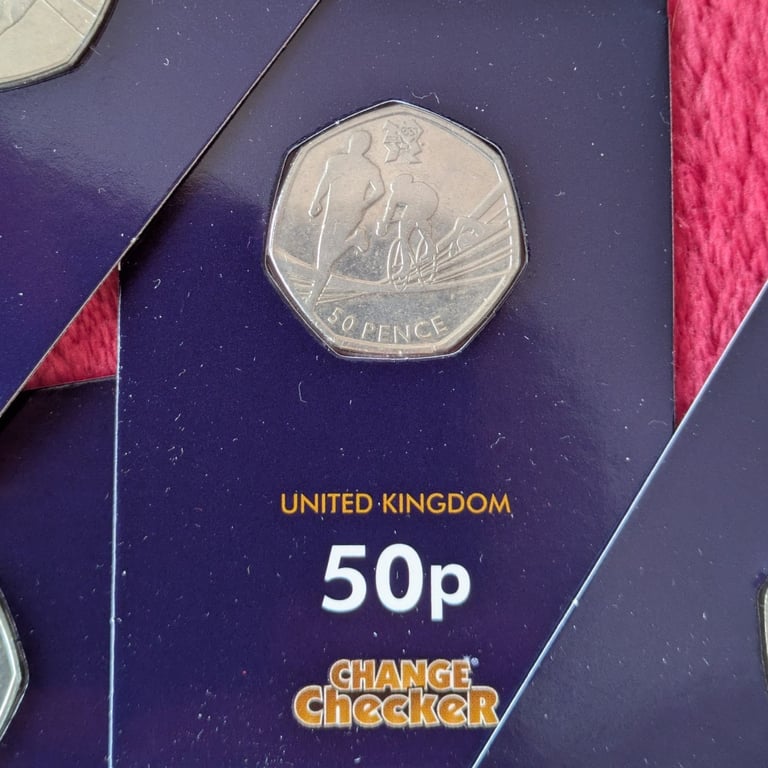 50 PENCE
UNITED KINGDOM
50p
CHANGE
CheckeR